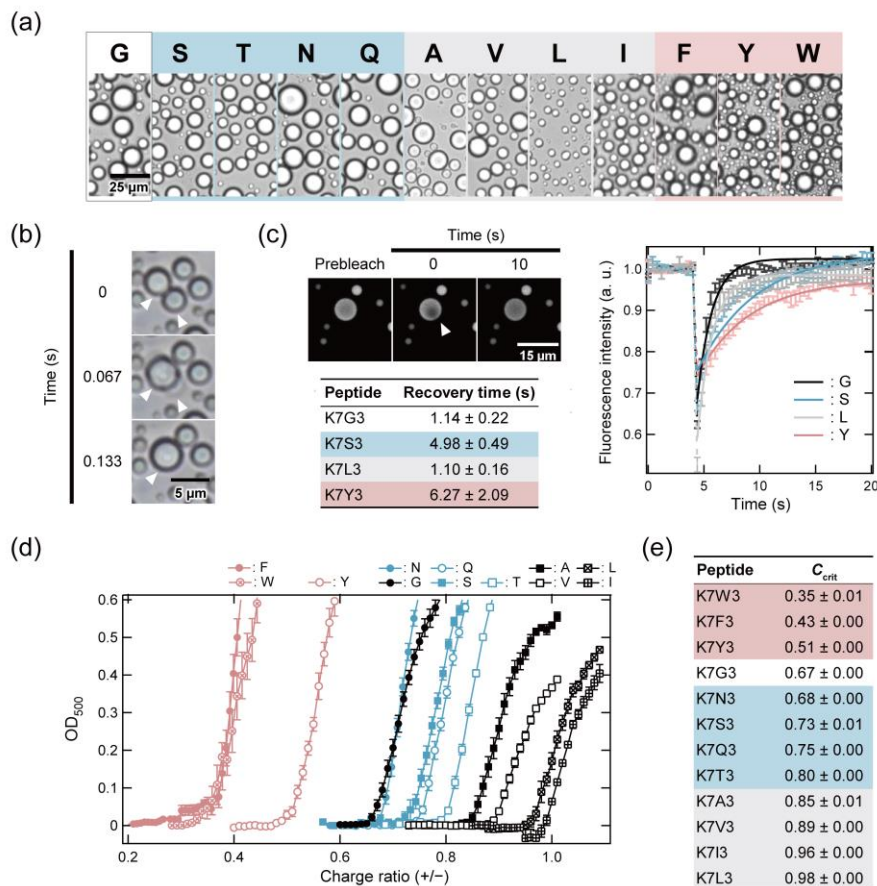 (a)
G S T N Q A V L I F Y W
25 μm
(b)
Time (s)
0
0.067
0.133
5 μm
(c)
Time (s)
Prebleach 0 10
15 μm
Peptide Recovery time (s)
K7G3 1.14 ± 0.22
K7S3 4.98 ± 0.49
K7L3 1.10 ± 0.16
K7Y3 6.27 ± 2.09
Fluorescence intensity (a. u.)
1.0
0.9
0.8
0.7
0.6
: G
: S
: L
: Y
0 5 10 15 20
Time (s)
(d)
: F : N : Q : A : L
: W : Y : G : S : T : V : I
OD500
0.6
0.5
0.4
0.3
0.2
0.1
0
0.2 0.4 0.6 0.8 1.0
Charge ratio (+/−)
(e)
Peptide Ccrit
K7W3 0.35 ± 0.01
K7F3 0.43 ± 0.00
K7Y3 0.51 ± 0.00
K7G3 0.67 ± 0.00
K7N3 0.68 ± 0.00
K7S3 0.73 ± 0.01
K7Q3 0.75 ± 0.00
K7T3 0.80 ± 0.00
K7A3 0.85 ± 0.01
K7V3 0.89 ± 0.00
K7I3 0.96 ± 0.00
K7L3 0.98 ± 0.00